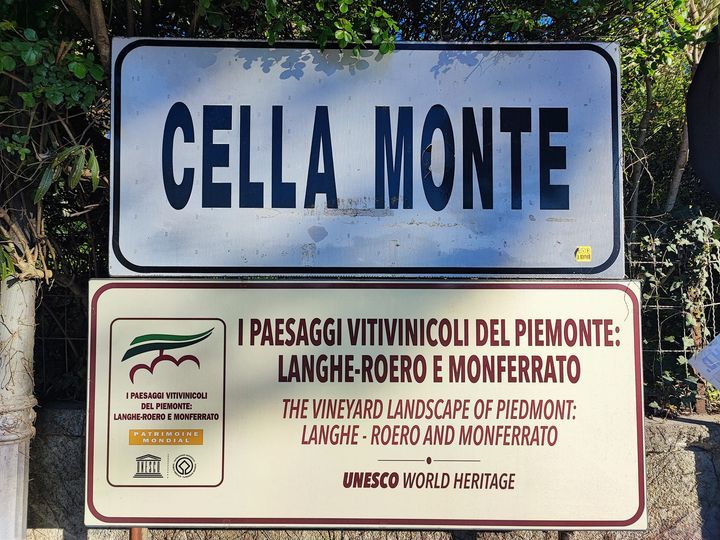 CELLA MONTE
I PAESAGGI VITIVINICOLI DEL PIEMONTE:
LANGHE-ROERO E MONFERRATO
THE VINEYARD LANDSCAPE OF PIEDMONT:
LANGHE - ROERO AND MONFERRATO
UNESCO WORLD HERITAGE
I PAESAGGI VITIVINICOLI
DEL PIEMONTE:
LANGHE-ROERO E MONFERRATO
PATRIMOINE
MONDIAL
UNESCO